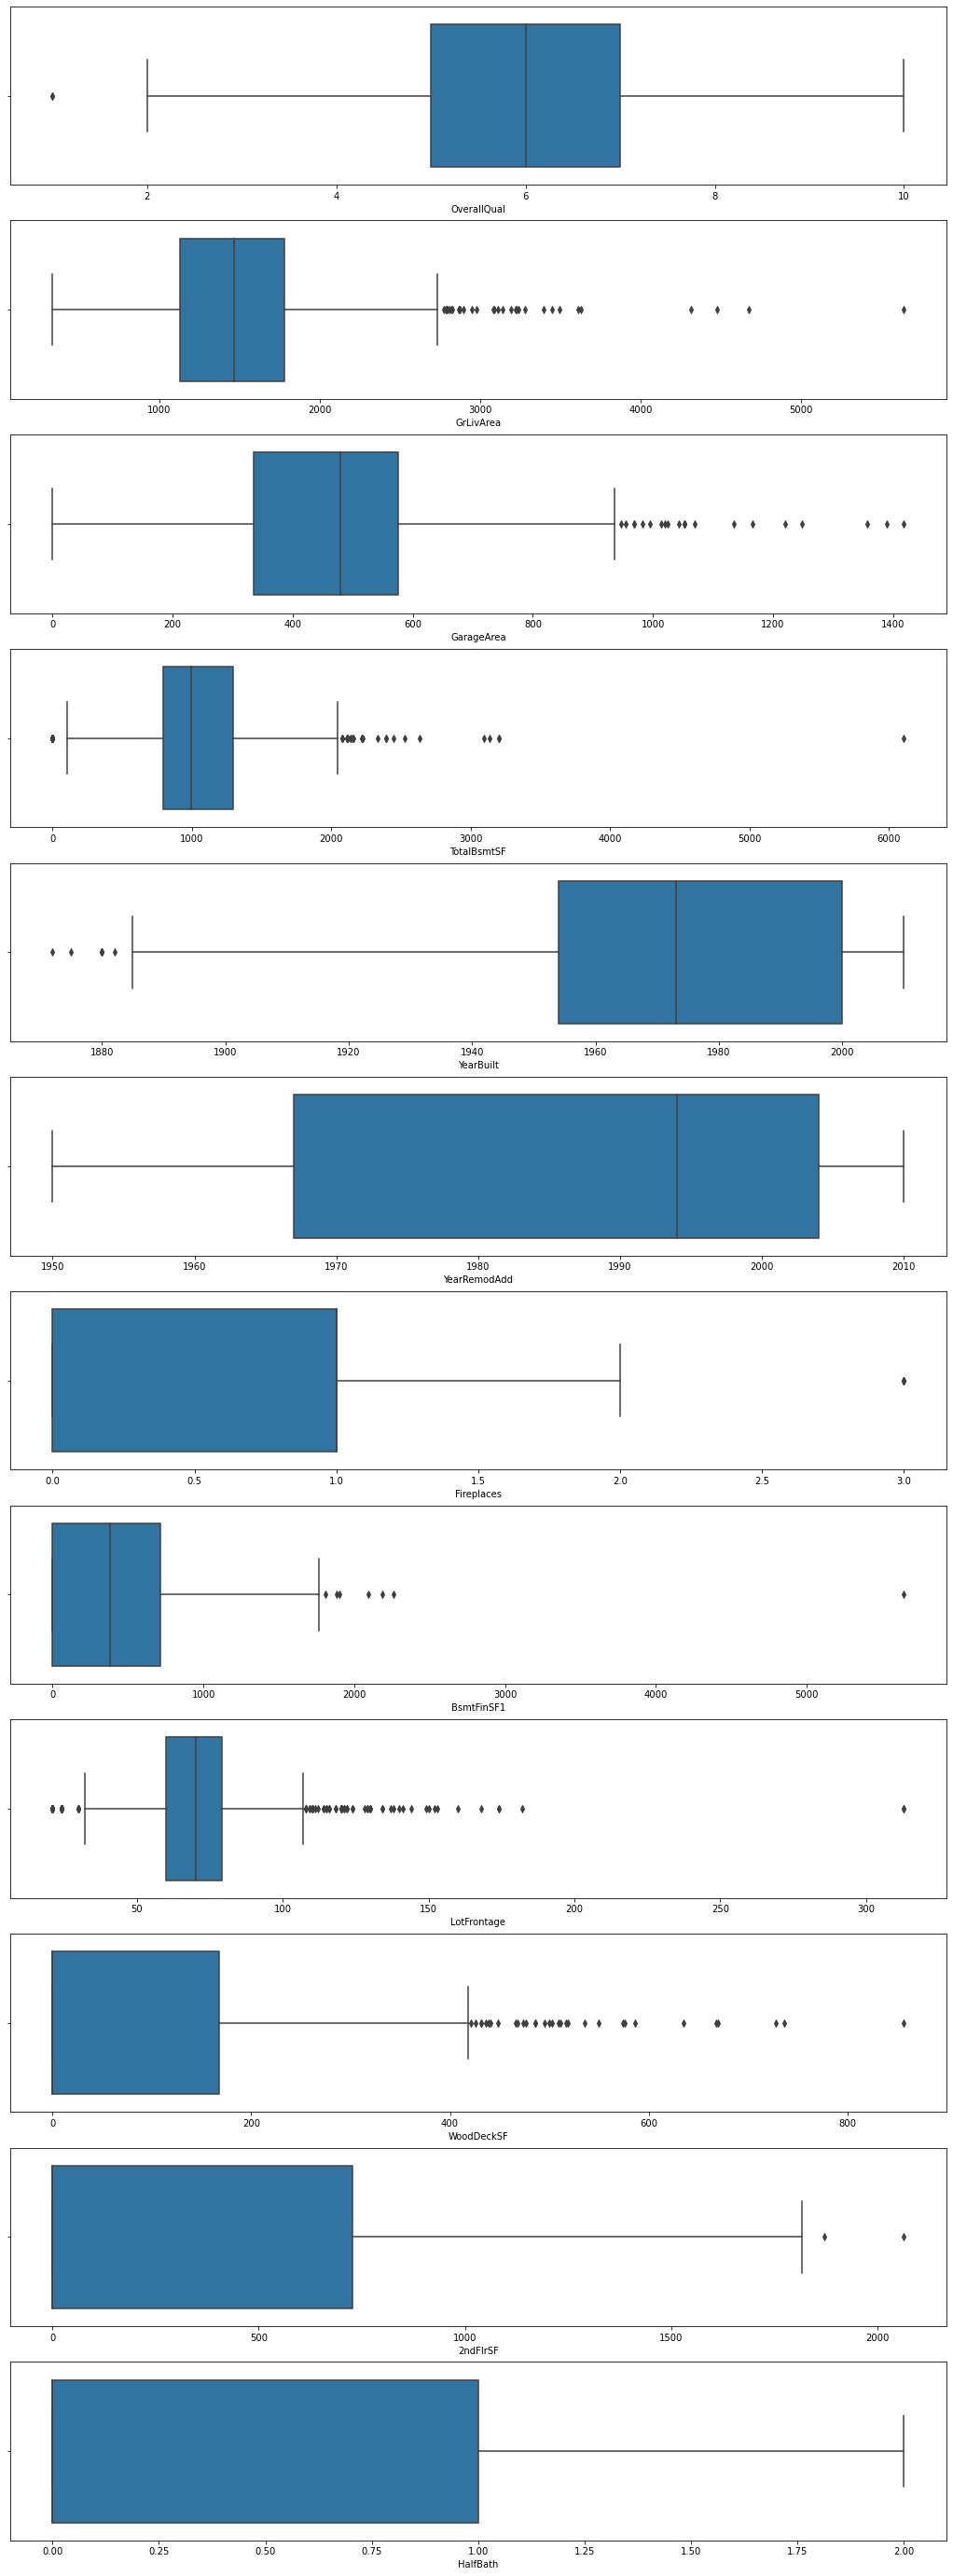 2 4 6 8 10
OverallQual
1000 2000 3000 4000 5000
GrLivArea
0 200 400 600 800 1000 1200 1400
GarageArea
0 1000 2000 3000 4000 5000 6000
TotalBsmtSF
1880 1900 1920 1940 1960 1980 2000
YearBuilt
1950 1960 1970 1980 1990 2000 2010
YearRemodAdd
0.0 0.5 1.0 1.5 2.0 2.5 3.0
Fireplaces
0 1000 2000 3000 4000 5000
BsmtFinSF1
50 100 150 200 250 300
LotFrontage
0 200 400 600 800
WoodDeckSF
0 500 1000 1500 2000
2ndFlrSF
0.00 0.25 0.50 0.75 1.00 1.25 1.50 1.75 2.00
HalfBath